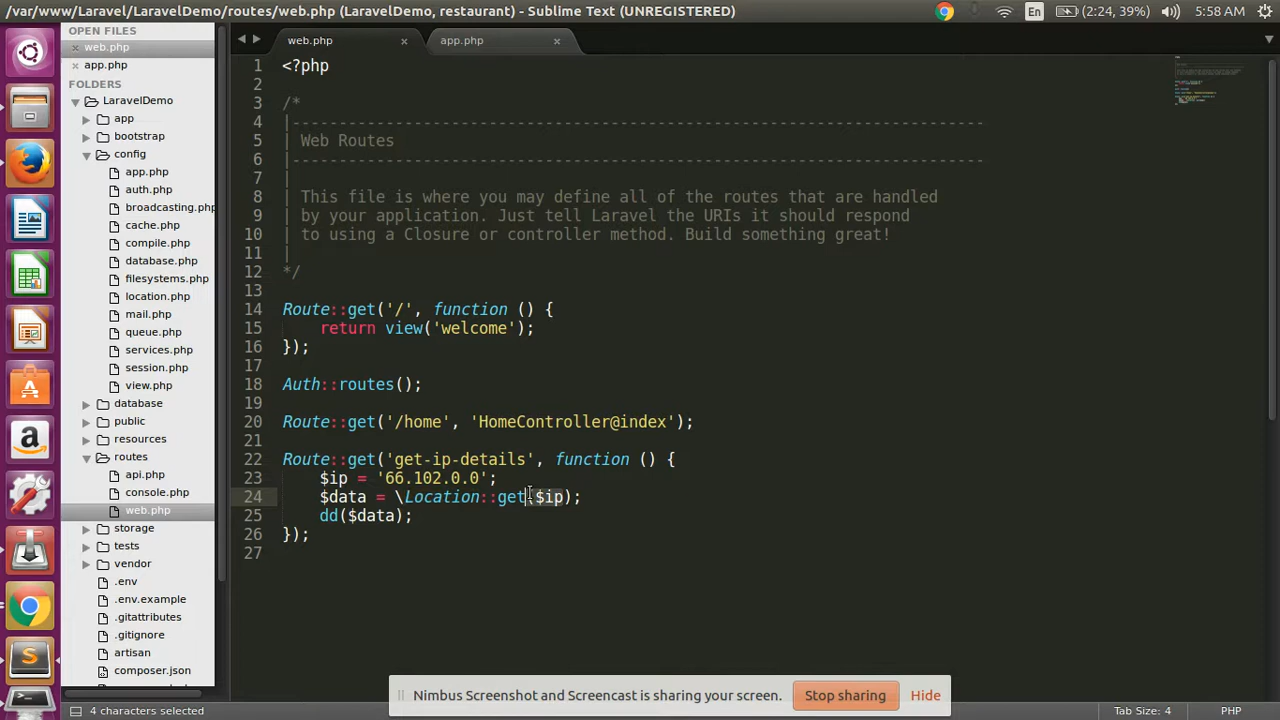 /var/www/Laravel/LaravelDemo/routes/web.php (LaravelDemo, restaurant) - Sublime Text (UNREGISTERED)
En
(2:24, 39%)
5:58 AM
OPEN FILES
web.php
app.php
FOLDERS
LaravelDemo
app
bootstrap
config
app.php
auth.php
broadcasting.php
cache.php
compile.php
database.php
filesystems.php
location.php
mail.php
queue.php
services.php
session.php
view.php
database
public
resources
routes
api.php
console.php
web.php
storage
tests
vendor
.env
.env.example
.gitattributes
.gitignore
artisan
composer.json
web.php
app.php
1 <?php
2
3 /*
4 |--------------------------------------------------------------------------
5 | Web Routes
6 |--------------------------------------------------------------------------
7 |
8 | This file is where you may define all of the routes that are handled
9 | by your application. Just tell Laravel the URIs it should respond
10 | to using a Closure or controller method. Build something great!
11 |
12 */
13
14 Route::get('/', function () {
15 return view('welcome');
16 });
17
18 Auth::routes();
19
20 Route::get('/home', 'HomeController@index');
21
22 Route::get('get-ip-details', function () {
23 $ip = '66.102.0.0';
24 $data = \Location::get($ip);
25 dd($data);
26 });
27
Nimbus Screenshot and Screencast is sharing your screen.
Stop sharing
Hide
4 characters selected
Tab Size: 4
PHP